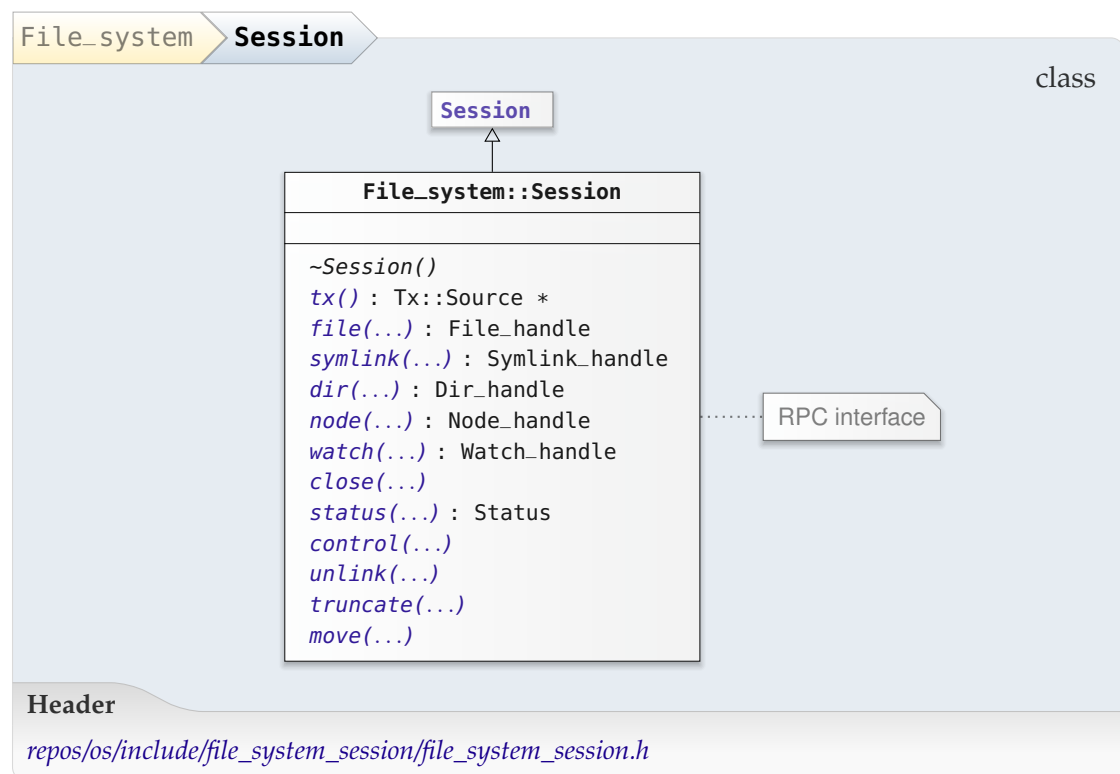 File_system Session
class
Session
File_system::Session
~Session()
tx() : Tx::Source *
file(...) : File_handle
symlink(...) : Symlink_handle
dir(...) : Dir_handle
node(...) : Node_handle
watch(...) : Watch_handle
close(...)
status(...) : Status
control(...)
unlink(...)
truncate(...)
move(...)
RPC interface
Header
repos/os/include/file_system_session/file_system_session.h